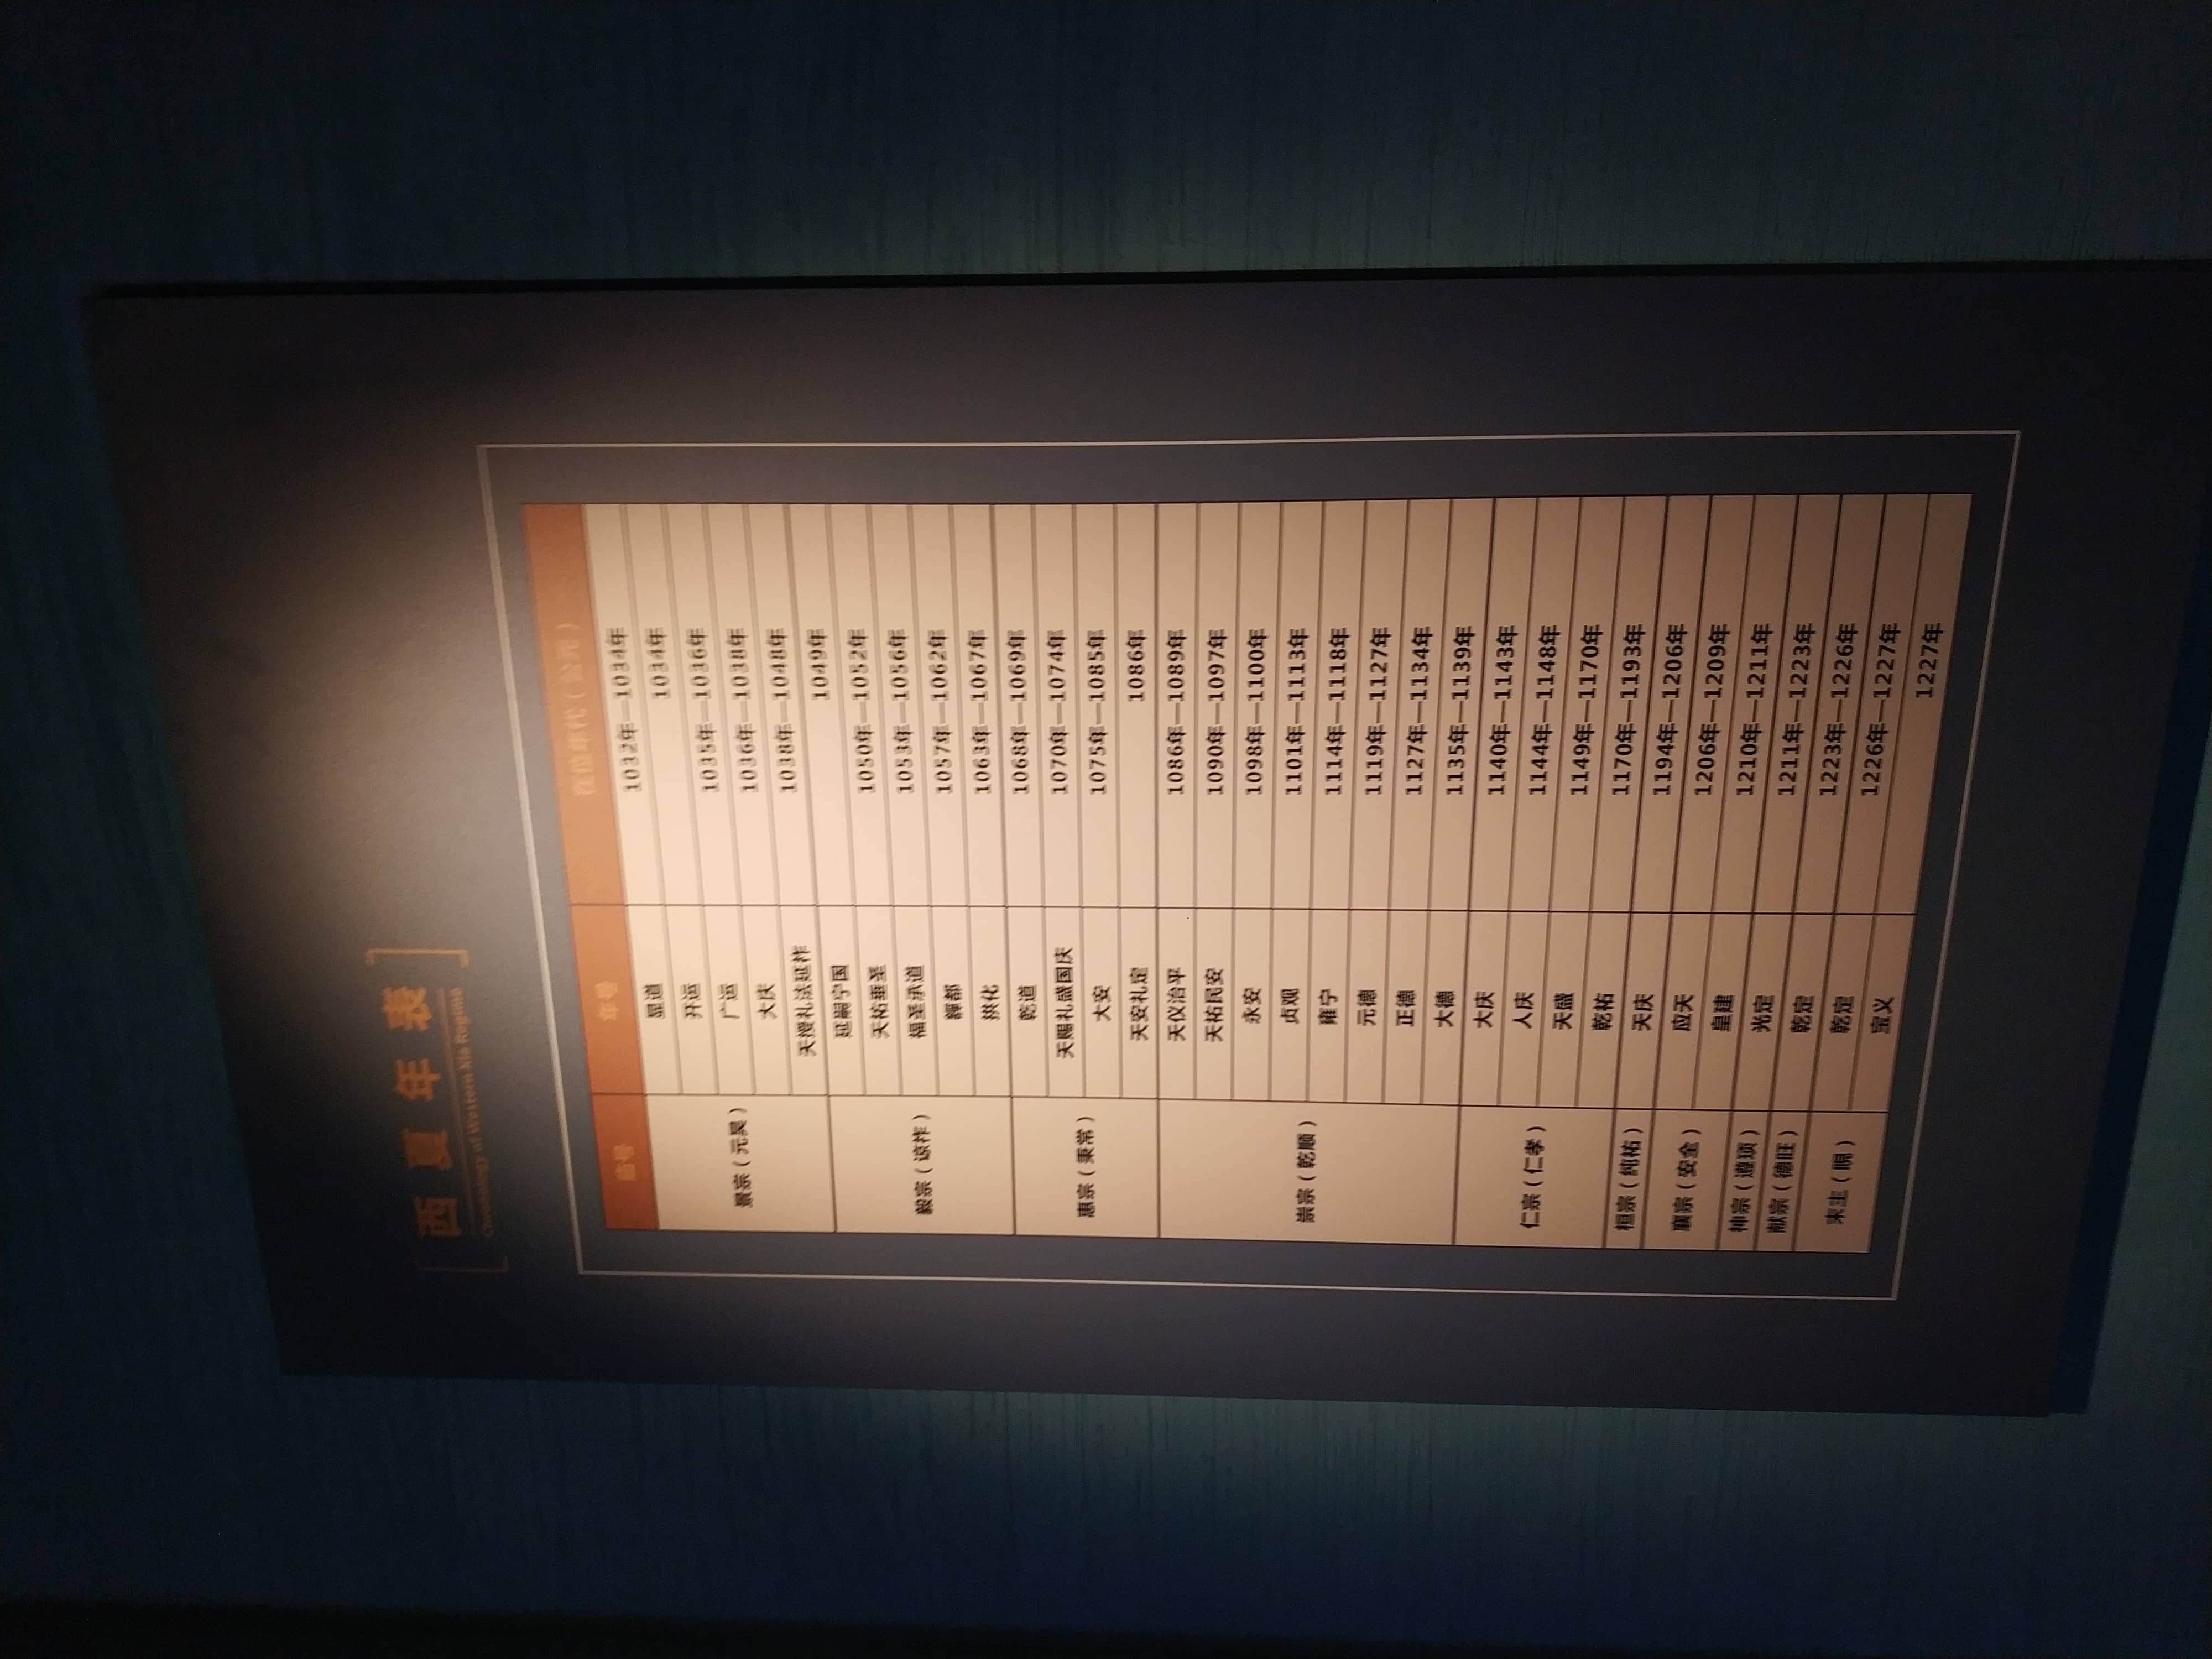 西夏年表
Chronology of Western Xia Regime
庙号 年号 在位年代（公元）
景宗（元昊） 显道 1032年—1034年
开运 1034年
广运 1035年—1036年
大庆 1036年—1038年
天授礼法延祚 1038年—1048年
毅宗（谅祚） 延嗣宁国 1049年
天祐垂圣 1050年—1052年
福圣承道 1053年—1056年
奲都 1057年—1062年
拱化 1063年—1067年
惠宗（秉常） 乾道 1068年—1069年
天赐礼盛国庆 1070年—1074年
大安 1075年—1085年
天安礼定 1086年
崇宗（乾顺） 天仪治平 1086年—1089年
天祐民安 1090年—1097年
永安 1098年—1100年
贞观 1101年—1113年
雍宁 1114年—1118年
元德 1119年—1127年
正德 1127年—1134年
大德 1135年—1139年
仁宗（仁孝） 大庆 1140年—1143年
人庆 1144年—1148年
天盛 1149年—1170年
乾祐 1170年—1193年
桓宗（纯祐） 天庆 1194年—1206年
襄宗（安全） 应天 1206年—1209年
皇建 1210年—1211年
神宗（遵顼） 光定 1211年—1223年
献宗（德旺） 乾定 1223年—1226年
末主（睍） 乾定 1226年—1227年
宝义 1227年